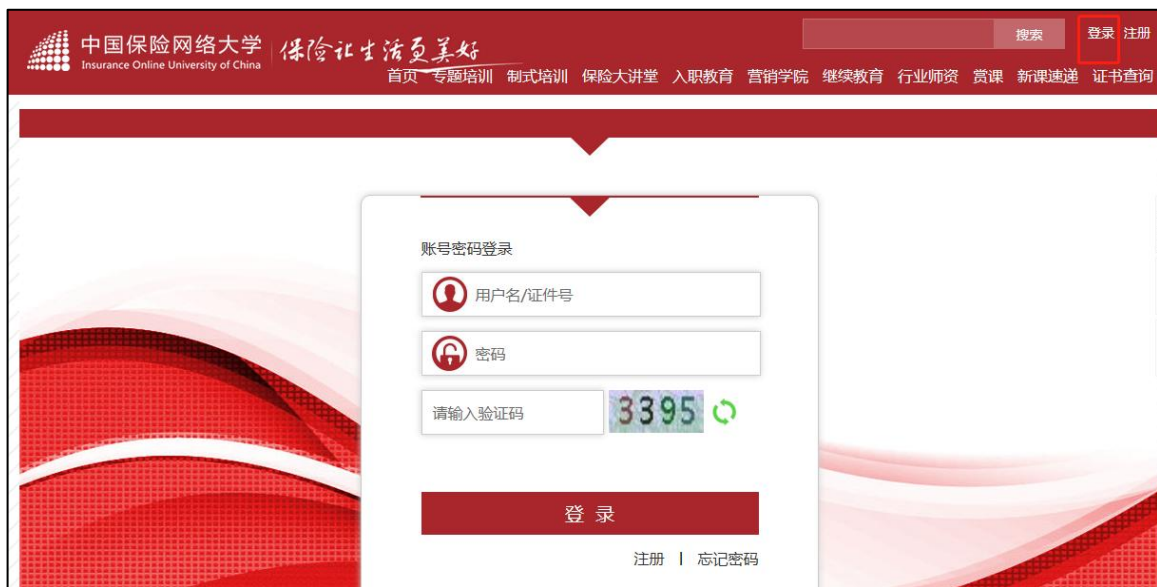 中国保险网络大学
Insurance Online University of China
保险让生活更美好
搜索
登录 注册
首页 专题培训 制式培训 保险大讲堂 入职教育 营销学院 继续教育 行业师资 赏课 新课速递 证书查询
账号密码登录
用户名/证件号
密码
请输入验证码 3395
登 录
注册 | 忘记密码